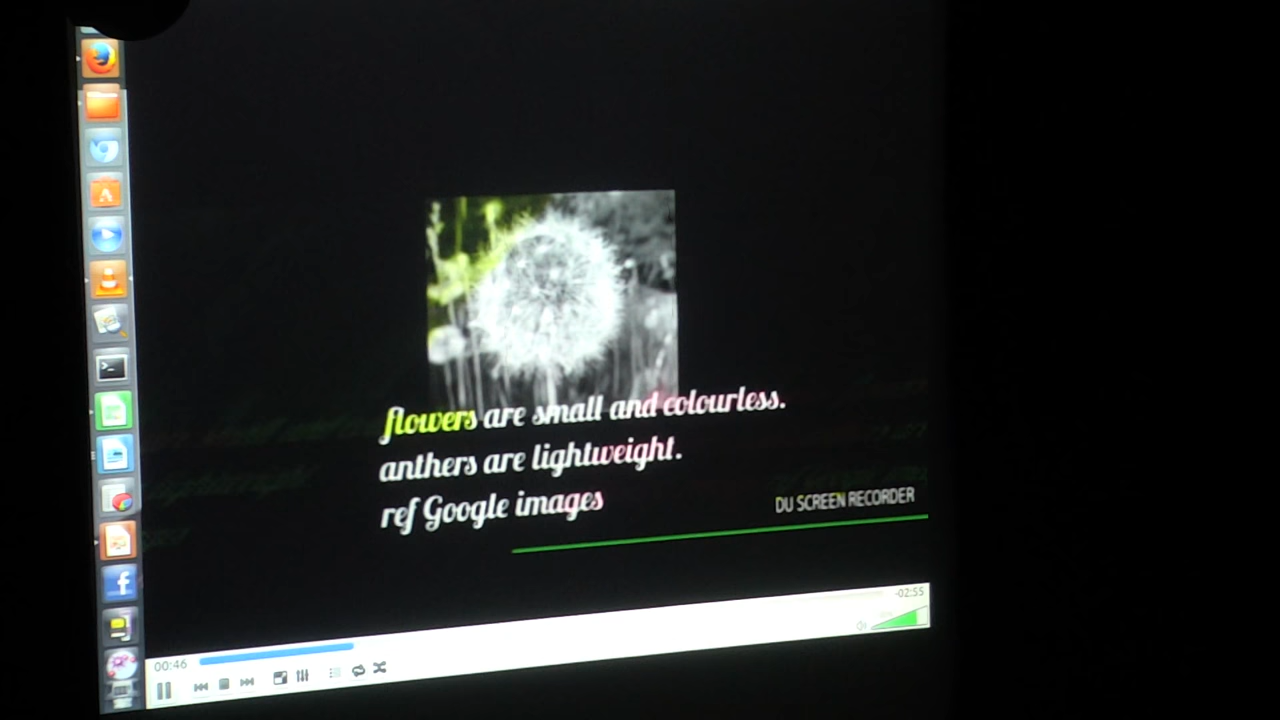 flowers are small and colourless.
anthers are lightweight.
ref Google images
DU SCREEN RECORDER
-02:55
00:46